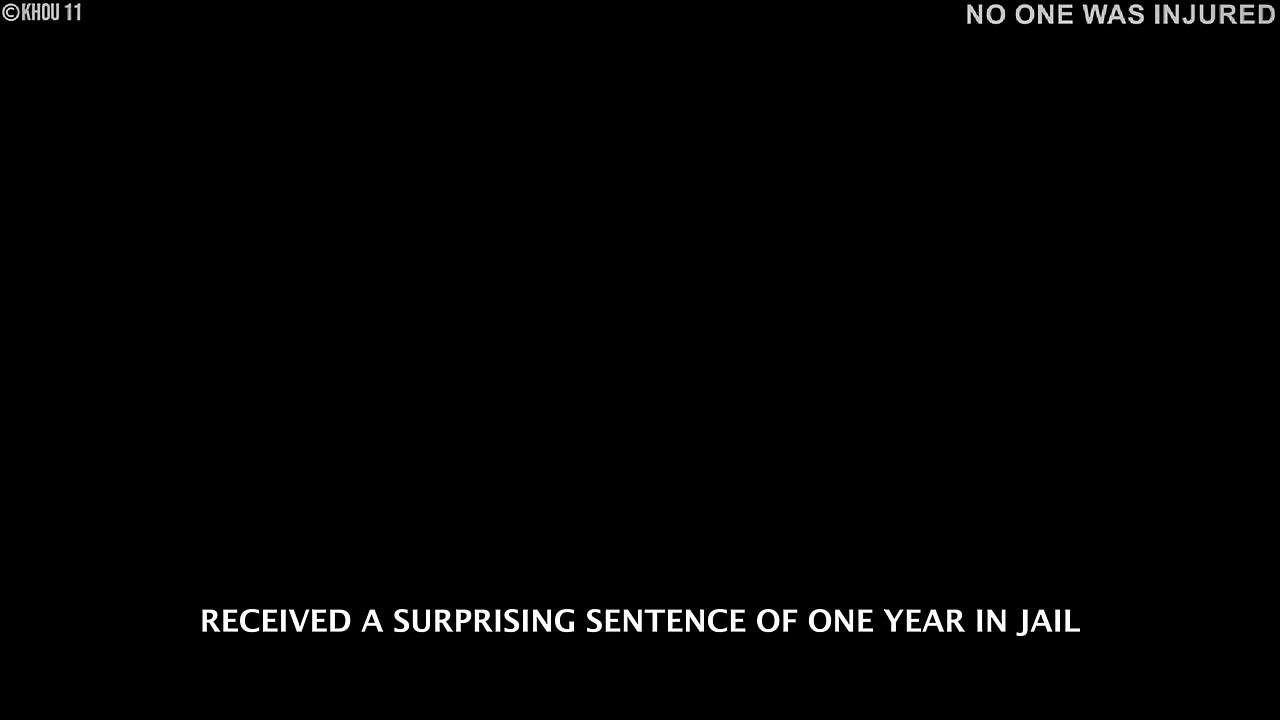 ©KHOU 11
NO ONE WAS INJURED
RECEIVED A SURPRISING SENTENCE OF ONE YEAR IN JAIL